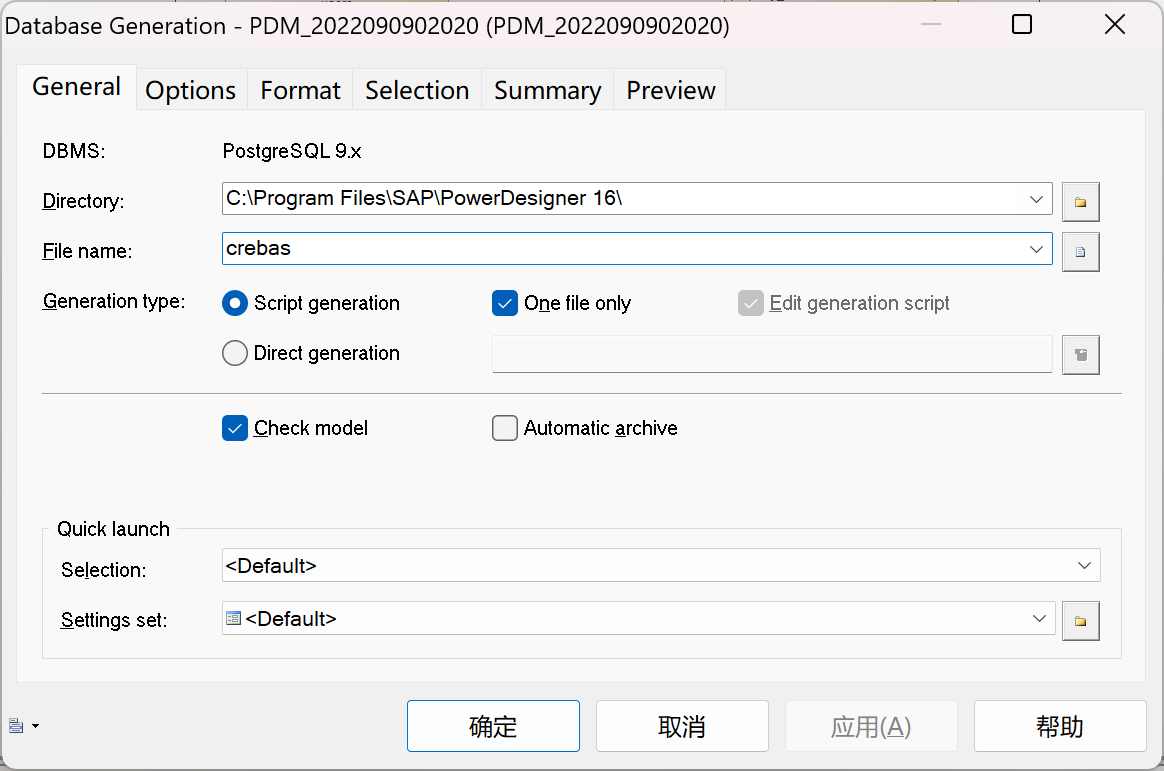 Database Generation - PDM_2022090902020 (PDM_2022090902020)
General Options Format Selection Summary Preview
DBMS: PostgreSQL 9.x
Directory: C:\Program Files\SAP\PowerDesigner 16\
File name: crebas
Generation type: Script generation One file only Edit generation script
Direct generation
Check model Automatic archive
Quick launch
Selection: <Default>
Settings set: <Default>
确定 取消 应用(A) 帮助